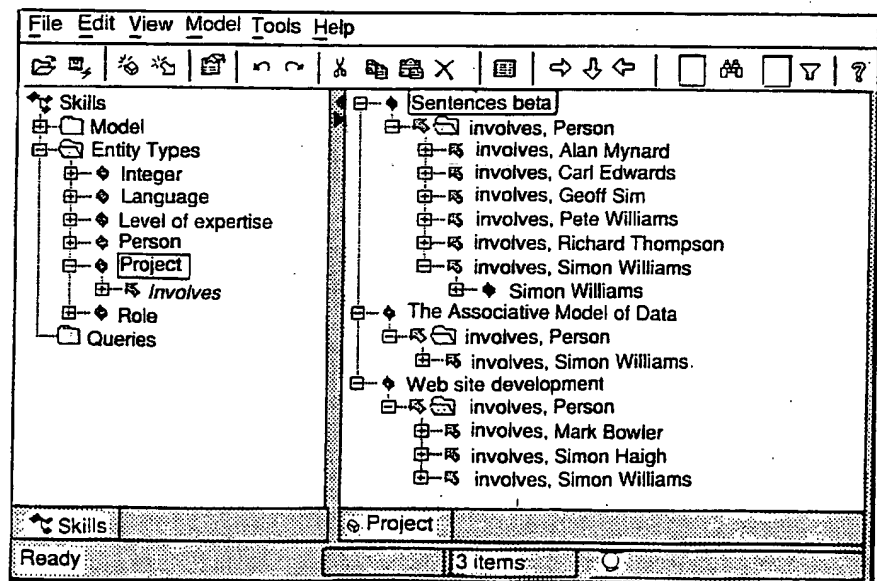 File Edit View Model Tools Help
?
Skills
Model
Entity Types
Integer
Language
Level of expertise
Person
Project
Involves
Role
Queries
Skills
Sentences beta
involves, Person
involves, Alan Mynard
involves, Carl Edwards
involves, Geoff Sim
involves, Pete Williams
involves, Richard Thompson
involves, Simon Williams
Simon Williams
The Associative Model of Data
involves, Person
involves, Simon Williams.
Web site development
involves, Person
involves, Mark Bowler
involves, Simon Haigh
involves, Simon Williams
Project
Ready
3 items